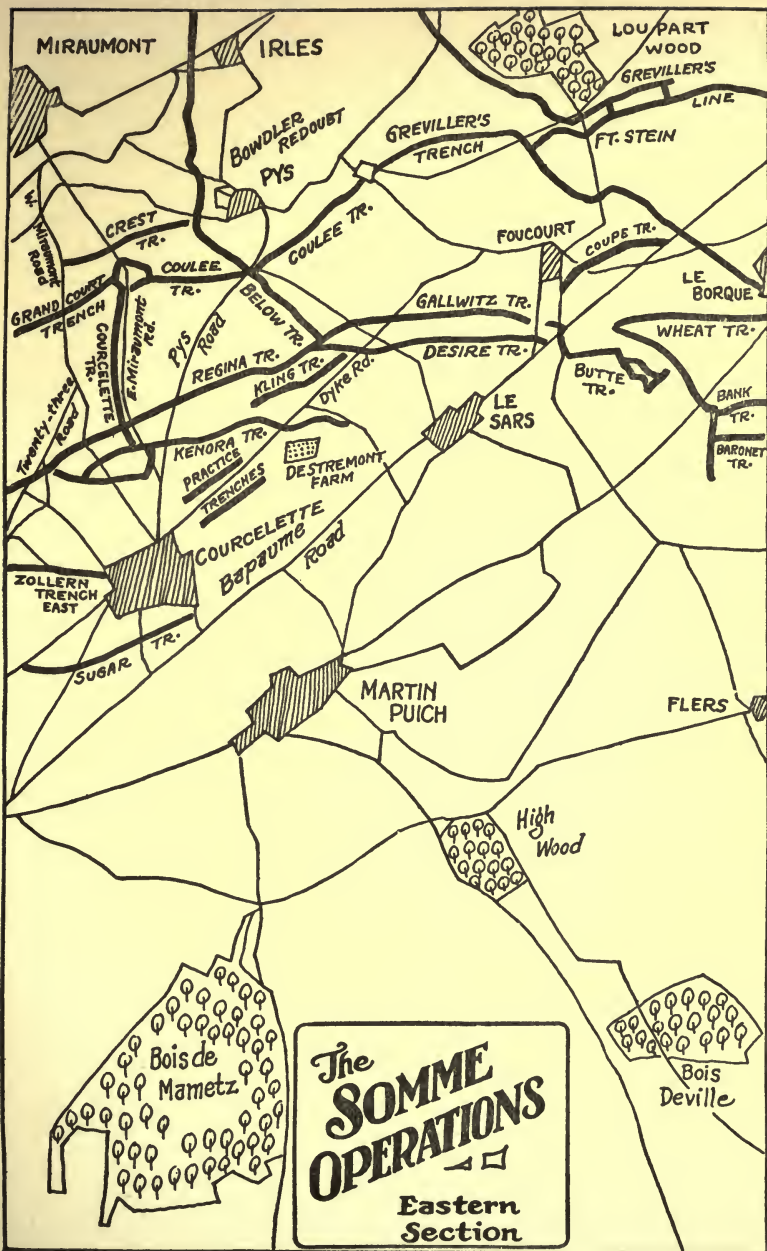 MIRAUMONT
IRLES
LOUPART
WOOD
GREVILLER'S
LINE
BOWDLER
REDOUBT
PYS
GREVILLER'S
TRENCH
FT. STEIN
W. Miraumont
Road
CREST
TR.
COULEE TR.
FOUCOURT
COUPE TR.
COULEE
TR.
LE
BORQUE
GRAND COURT
TRENCH
COURCELETTE
TR.
E. Miraumont
Rd.
PYS
Road
BELOW TR.
GALLWITZ TR.
WHEAT TR.
REGINA TR.
DESIRE TR.
KLING TR.
Dyke Rd.
BUTTE
TR.
BANK
TR.
BARONET
TR.
Twenty-three
Road
LE
SARS
KENORA TR.
PRACTICE
TRENCHES
DESTREMONT
FARM
COURCELETTE
Bapaume
Road
ZOLLERN
TRENCH
EAST
SUGAR TR.
MARTIN
PUICH
FLERS
High
Wood
Bois de
Mametz
Bois
Deville
The
SOMME
OPERATIONS
Eastern
Section